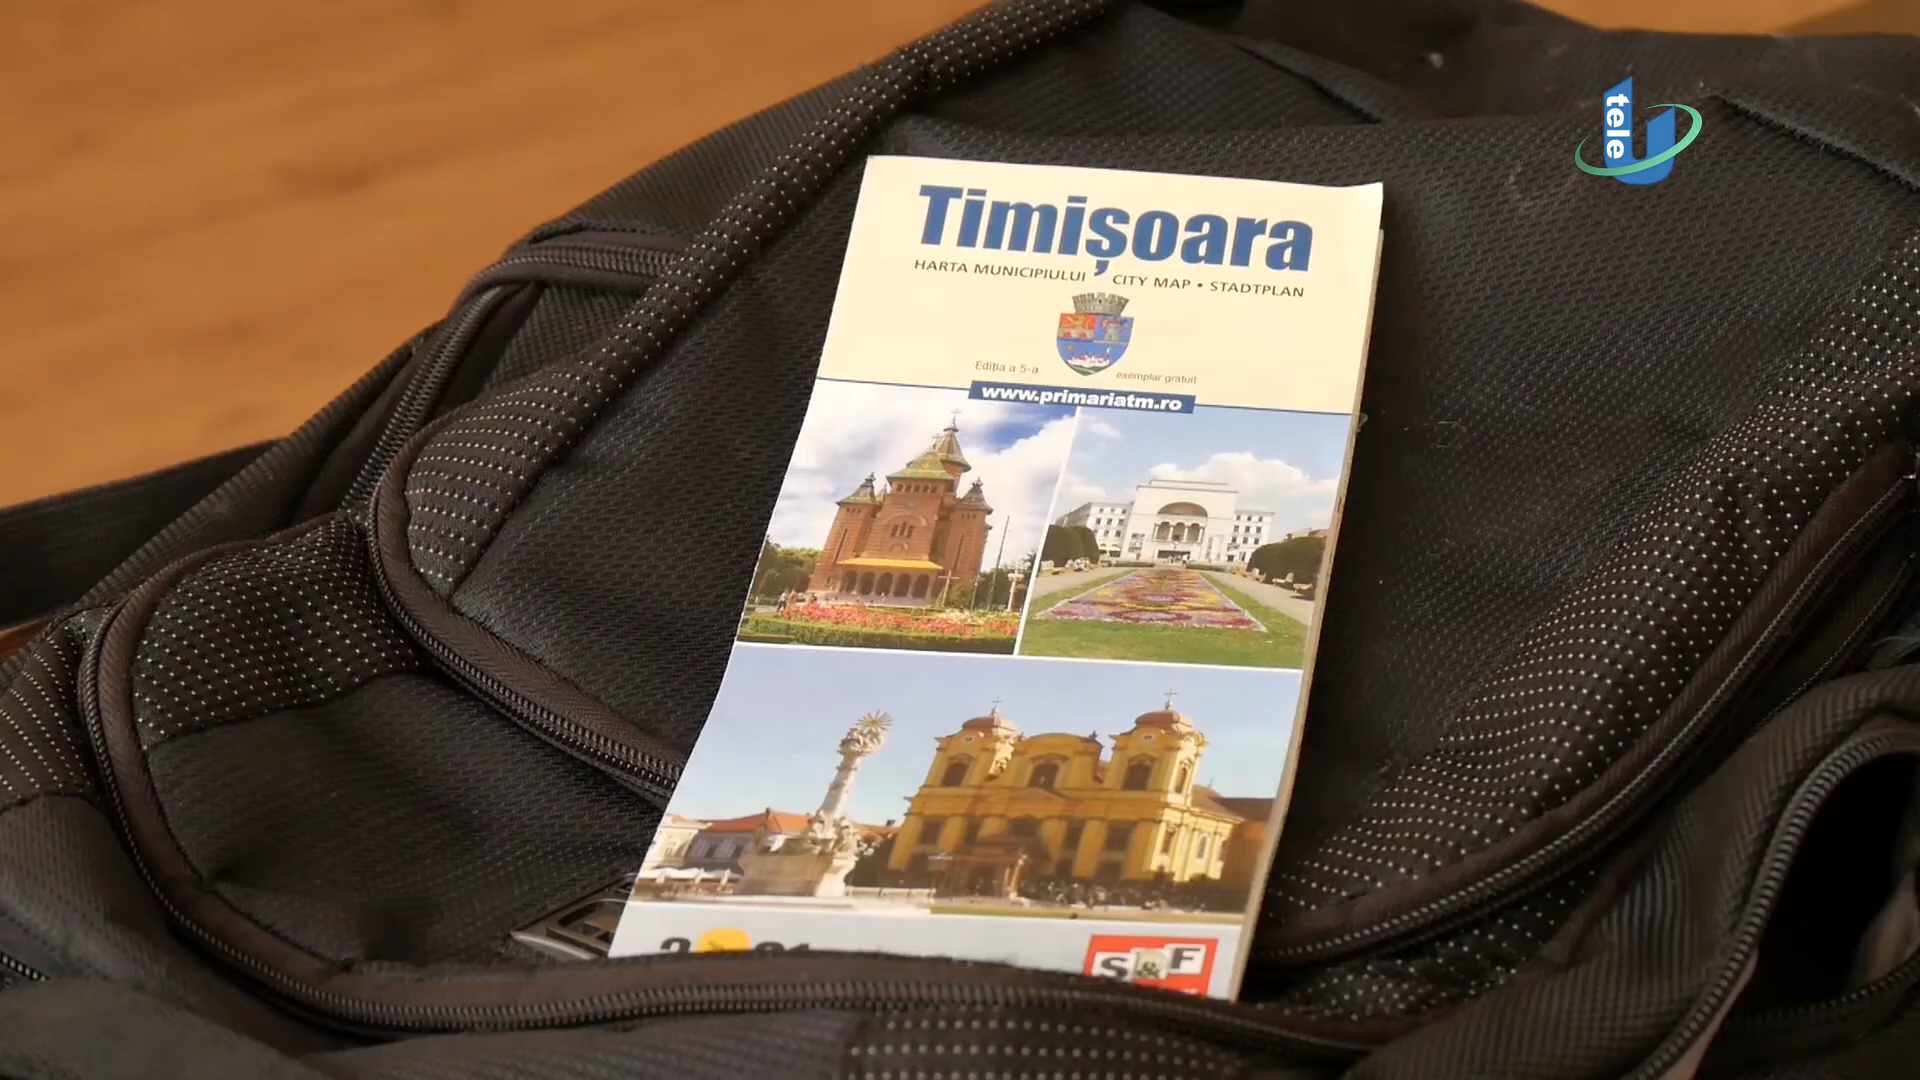 tele
U
Timișoara
HARTA MUNICIPIULUI • CITY MAP • STADTPLAN
Ediția a 5-a
exemplar gratuit
www.primariatm.ro
S&F